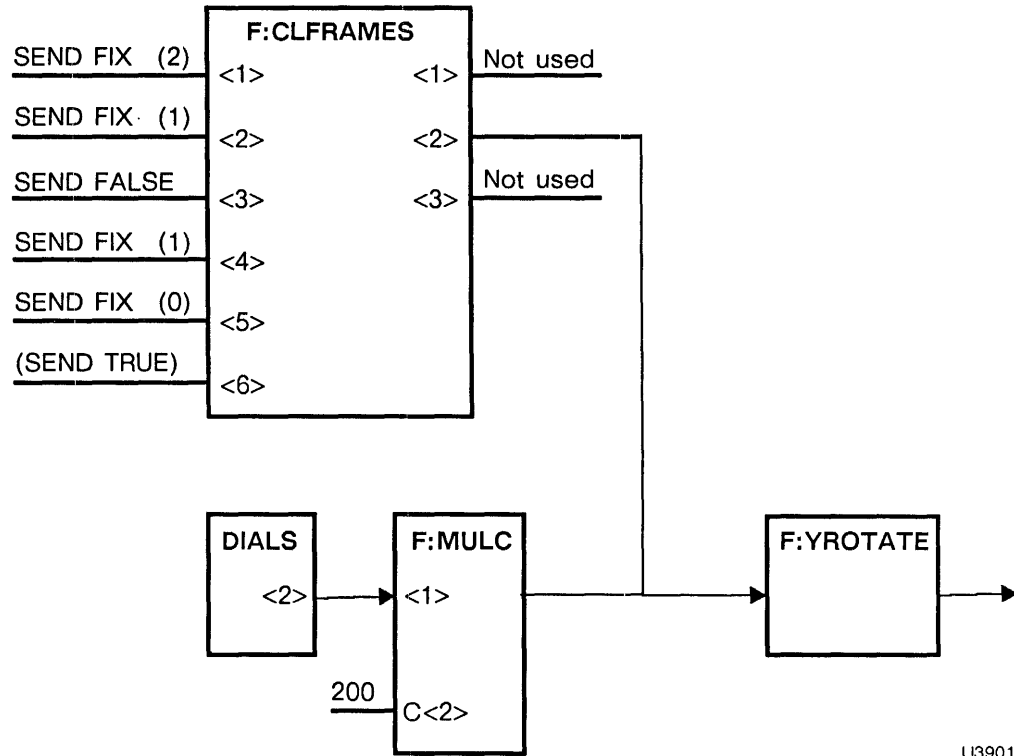 F:CLFRAMES
SEND FIX (2)
<1>
<1>
Not used
SEND FIX (1)
<2>
<2>
SEND FALSE
<3>
<3>
Not used
SEND FIX (1)
<4>
SEND FIX (0)
<5>
(SEND TRUE)
<6>
DIALS
<2>
F:MULC
<1>
200
C<2>
F:YROTATE
U3901